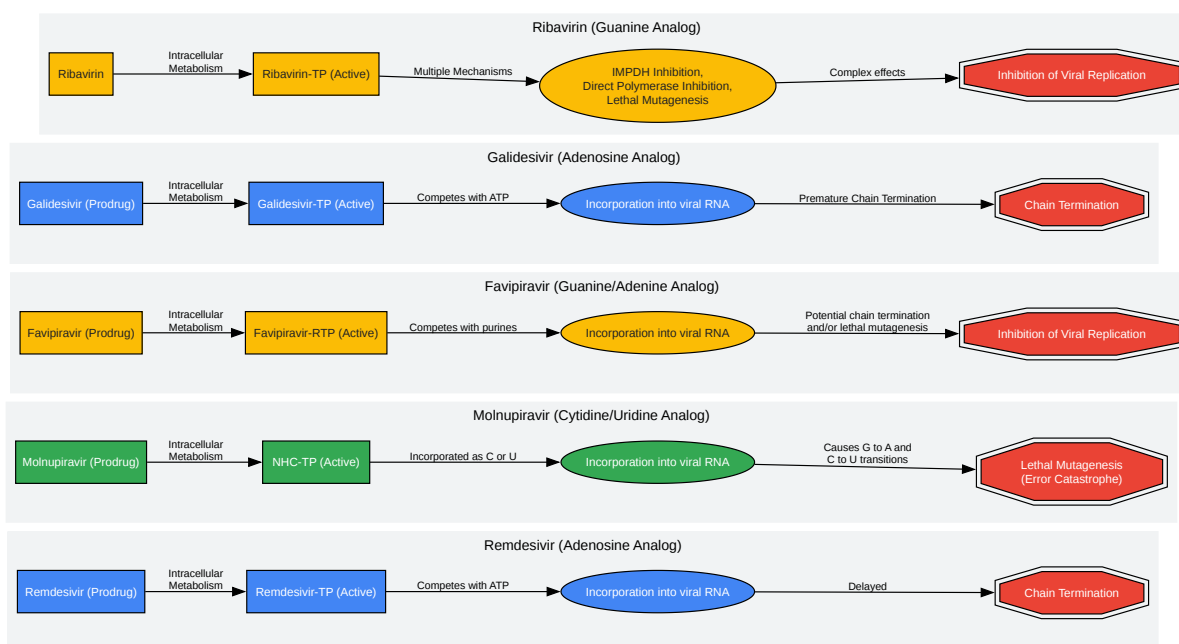 Ribavirin (Guanine Analog)
Ribavirin
Intracellular
Metabolism
Ribavirin-TP (Active)
Multiple Mechanisms
IMPDH Inhibition,
Direct Polymerase Inhibition,
Lethal Mutagenesis
Complex effects
Inhibition of Viral Replication
Galidesivir (Adenosine Analog)
Galidesivir (Prodrug)
Intracellular
Metabolism
Galidesivir-TP (Active)
Competes with ATP
Incorporation into viral RNA
Premature Chain Termination
Chain Termination
Favipiravir (Guanine/Adenine Analog)
Favipiravir (Prodrug)
Intracellular
Metabolism
Favipiravir-RTP (Active)
Competes with purines
Incorporation into viral RNA
Potential chain termination
and/or lethal mutagenesis
Inhibition of Viral Replication
Molnupiravir (Cytidine/Uridine Analog)
Molnupiravir (Prodrug)
Intracellular
Metabolism
NHC-TP (Active)
Incorporated as C or U
Incorporation into viral RNA
Causes G to A and
C to U transitions
Lethal Mutagenesis
(Error Catastrophe)
Remdesivir (Adenosine Analog)
Remdesivir (Prodrug)
Intracellular
Metabolism
Remdesivir-TP (Active)
Competes with ATP
Incorporation into viral RNA
Delayed
Chain Termination